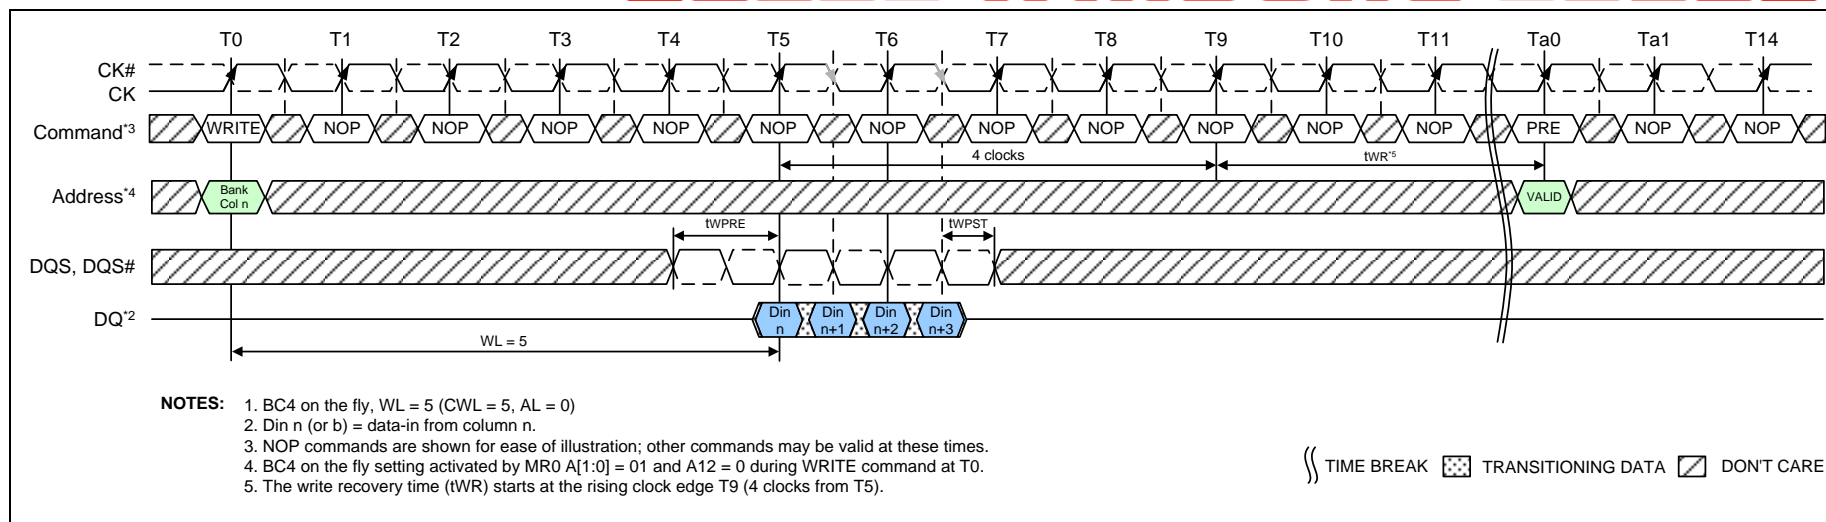 T0 T1 T2 T3 T4 T5 T6 T7 T8 T9 T10 T11 Ta0 Ta1 T14
CK#
CK
Command*3 WRITE NOP NOP NOP NOP NOP NOP NOP NOP NOP NOP NOP PRE NOP NOP
4 clocks tWR*5
Address*4 Bank Col n VALID
tWPRE tWPST
DQS, DQS#
DQ*2 Din n Din n+1 Din n+2 Din n+3
WL = 5
NOTES: 1. BC4 on the fly, WL = 5 (CWL = 5, AL = 0)
2. Din n (or b) = data-in from column n.
3. NOP commands are shown for ease of illustration; other commands may be valid at these times.
4. BC4 on the fly setting activated by MR0 A[1:0] = 01 and A12 = 0 during WRITE command at T0.
5. The write recovery time (tWR) starts at the rising clock edge T9 (4 clocks from T5).
TIME BREAK TRANSITIONING DATA DON'T CARE